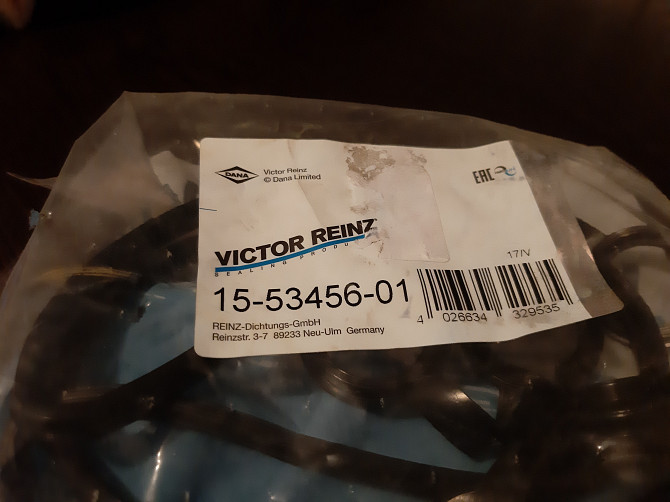 DANA
Victor Reinz
© Dana Limited
EAC
VICTOR REINZ
SEALING PRODUCTS
17/V
15-53456-01
4 026634 329535
REINZ-Dichtungs-GmbH
Reinzstr. 3-7 89233 Neu-Ulm Germany